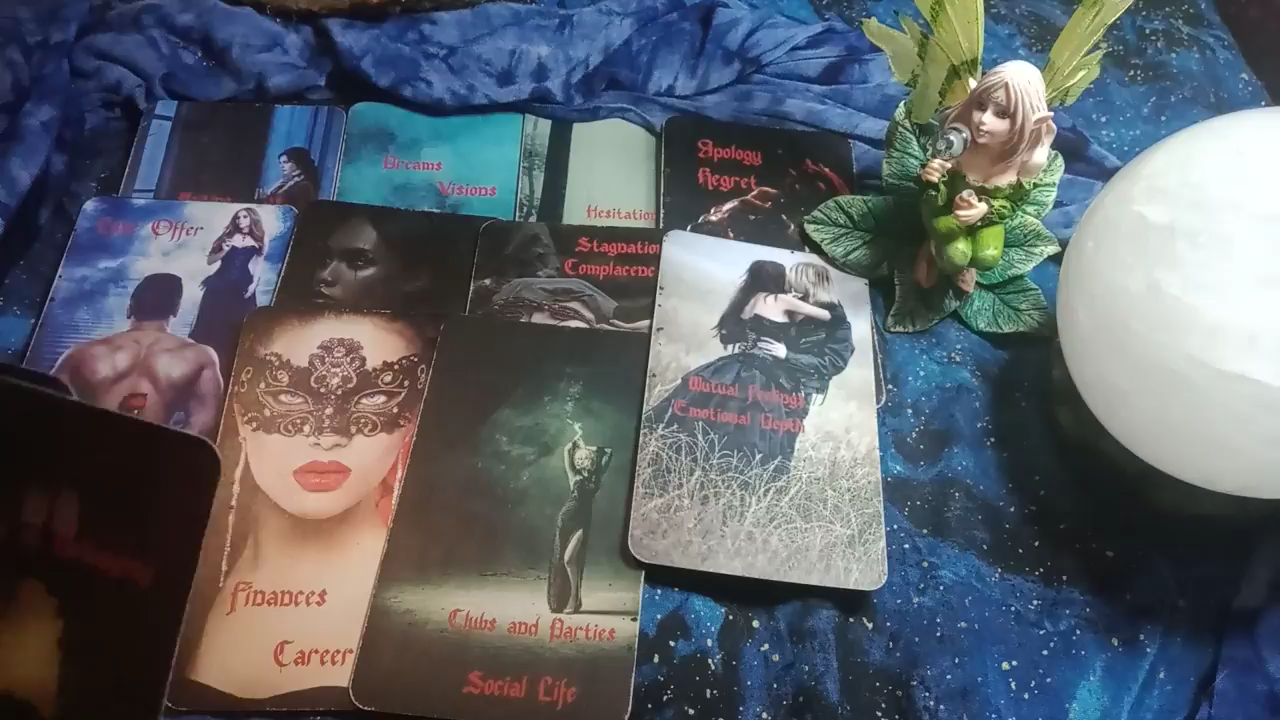 Dreams
Visions
Hesitation
Apology
Regret
Offer
Stagnation
Complacenc
Mutual Feelings
Emotional Depth
Finances
Career
Clubs and Parties
Social Life